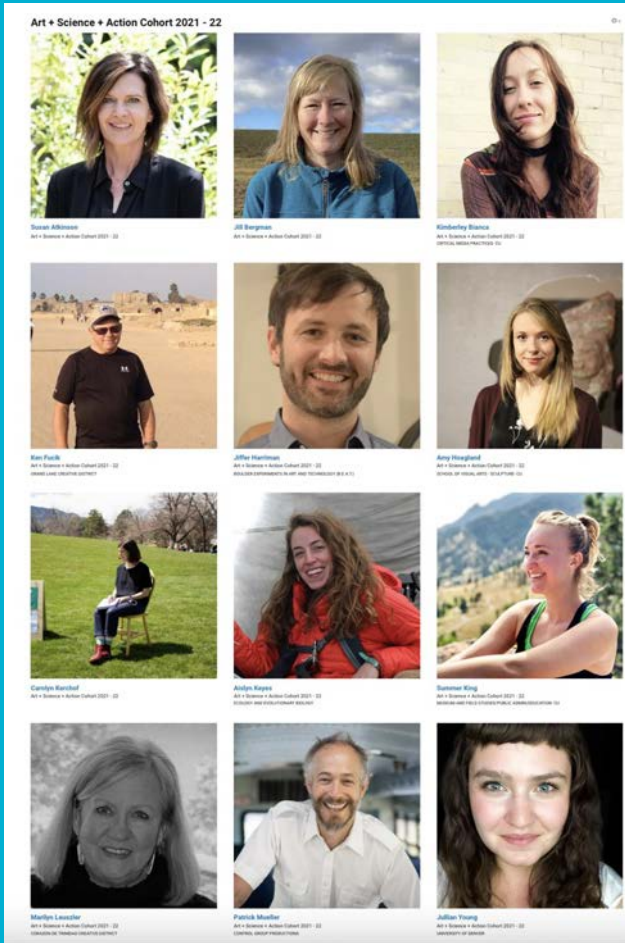 Art + Science + Action Cohort 2021 - 22
Susan Atkinson
Art + Science + Action Cohort 2021 - 22
Jill Bergman
Art + Science + Action Cohort 2021 - 22
Kimberley Bianca
Art + Science + Action Cohort 2021 - 22
CRITICAL MEDIA PRACTICES CU
Ken Fucik
Art + Science + Action Cohort 2021 - 22
GRAND LAKE CREATIVE DISTRICT
Jiffer Harriman
Art + Science + Action Cohort 2021 - 22
BOULDER EXPERIMENTS IN ART AND TECHNOLOGY (B.E.A.T.)
Amy Hoagland
Art + Science + Action Cohort 2021 - 22
SCHOOL OF VISUAL ARTS - SCULPTURE CU
Carolyn Kerchof
Art + Science + Action Cohort 2021 - 22
Aislyn Keyes
Art + Science + Action Cohort 2021 - 22
ECOLOGY AND EVOLUTIONARY BIOLOGY
Summer King
Art + Science + Action Cohort 2021 - 22
MUSEUM AND FIELD STUDIES/PUBLIC ADMIN/EDUCATION CU
Marilyn Leuszler
Art + Science + Action Cohort 2021 - 22
CORAZON DE TRINIDAD CREATIVE DISTRICT
Patrick Mueller
Art + Science + Action Cohort 2021 - 22
CONTROL GROUP PRODUCTIONS
Jullian Young
Art + Science + Action Cohort 2021 - 22
UNIVERSITY OF DENVER